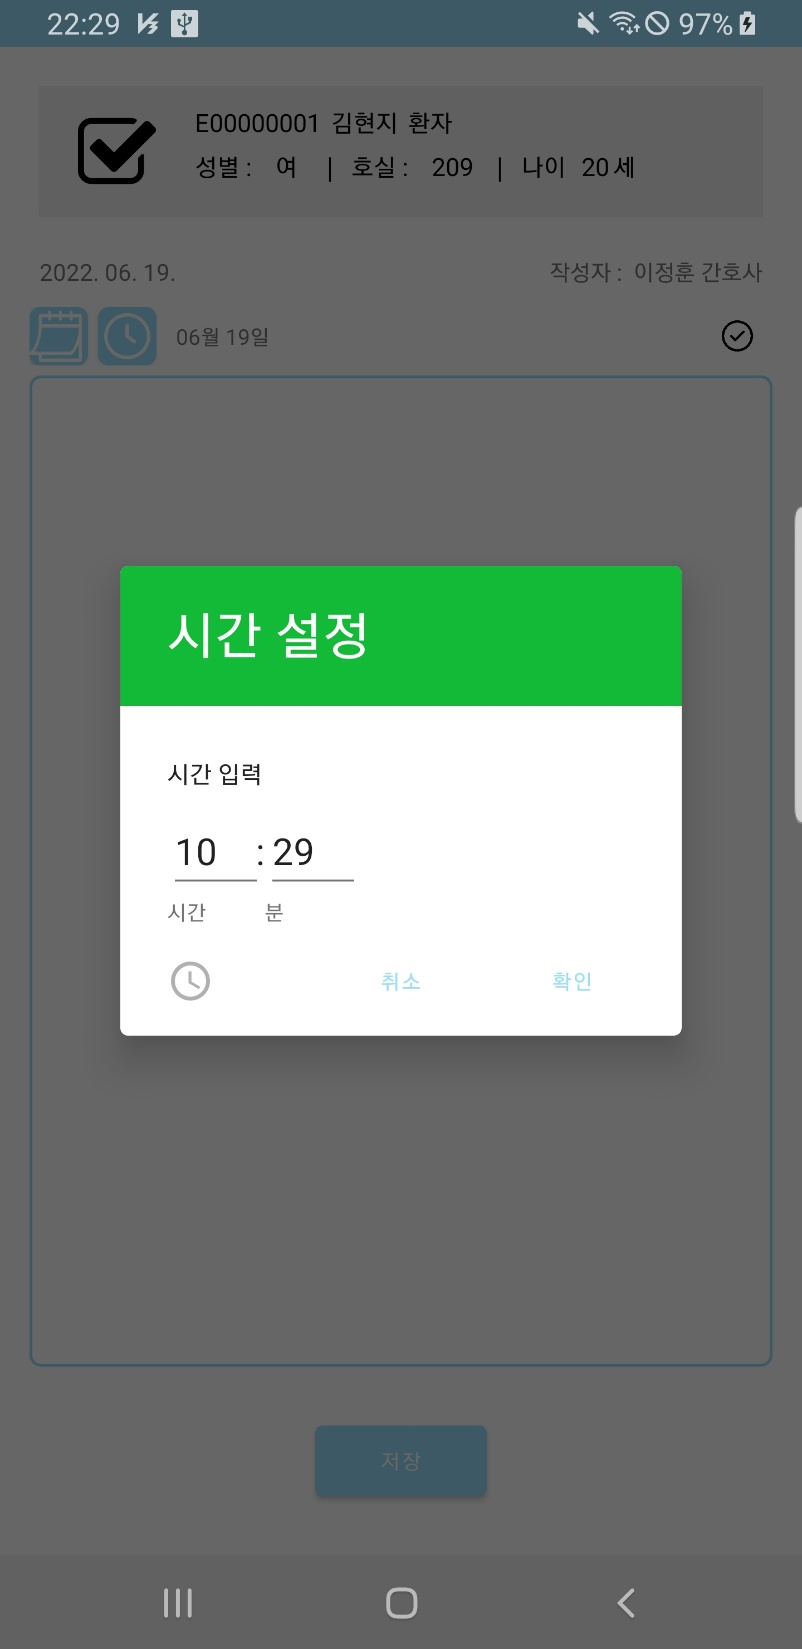 22:29 97%
E00000001 김현지 환자
성별 : 여 | 호실 : 209 | 나이 20 세
2022. 06. 19. 작성자 : 이정훈 간호사
06월 19일
시간 설정
시간 입력
10 : 29
시간 분
취소 확인
저장